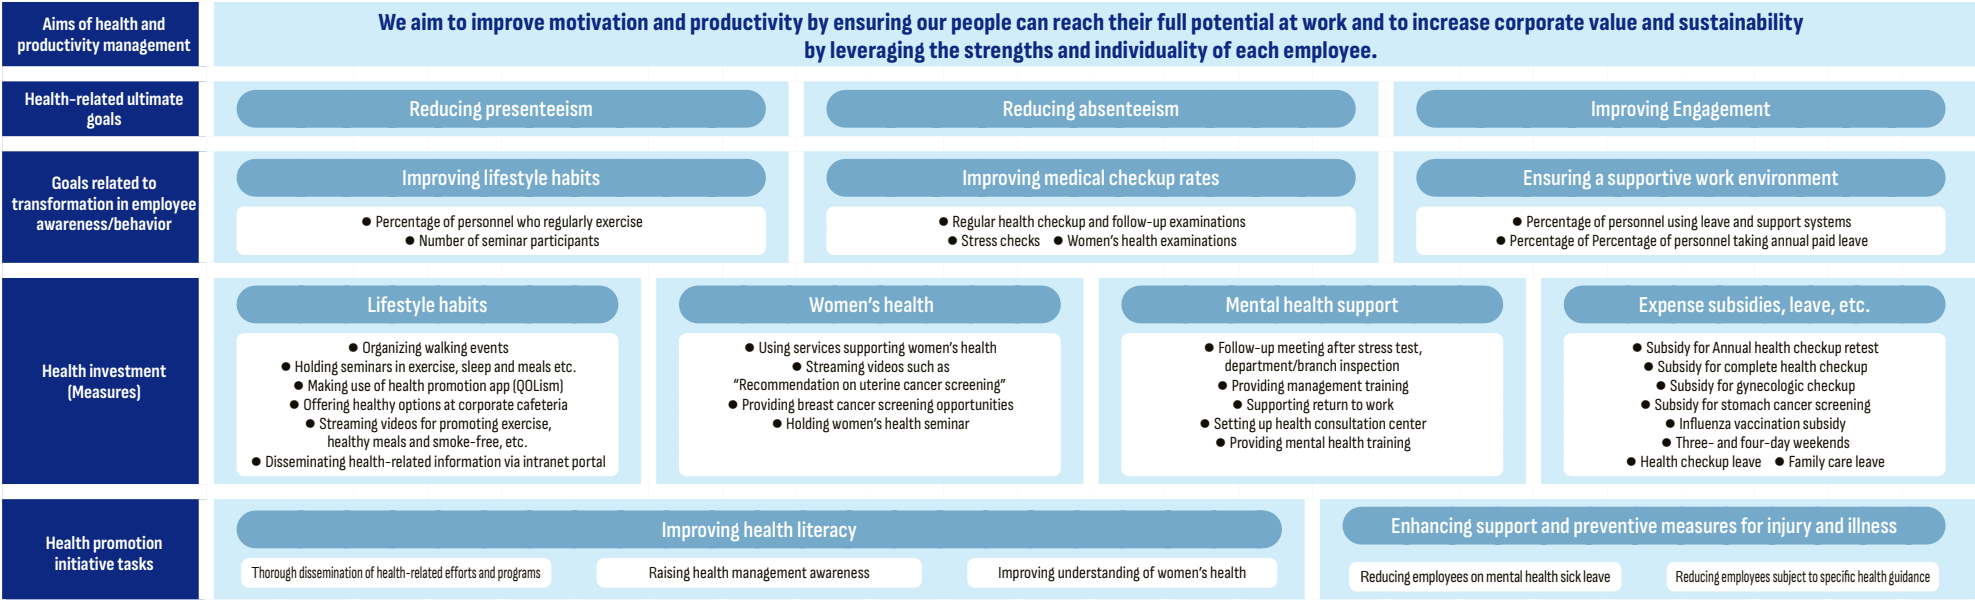 Aims of health and
productivity management
We aim to improve motivation and productivity by ensuring our people can reach their full potential at work and to increase corporate value and sustainability
by leveraging the strengths and individuality of each employee.
Health-related ultimate
goals
Reducing presenteeism
Reducing absenteeism
Improving Engagement
Goals related to
transformation in employee
awareness/behavior
Improving lifestyle habits
● Percentage of personnel who regularly exercise
● Number of seminar participants
Improving medical checkup rates
● Regular health checkup and follow-up examinations
● Stress checks ● Women's health examinations
Ensuring a supportive work environment
● Percentage of personnel using leave and support systems
● Percentage of Percentage of personnel taking annual paid leave
Health investment
(Measures)
Lifestyle habits
● Organizing walking events
● Holding seminars in exercise, sleep and meals etc.
● Making use of health promotion app (QOLism)
● Offering healthy options at corporate cafeteria
● Streaming videos for promoting exercise,
healthy meals and smoke-free, etc.
● Disseminating health-related information via intranet portal
Women's health
● Using services supporting women's health
● Streaming videos such as
"Recommendation on uterine cancer screening"
● Providing breast cancer screening opportunities
● Holding women's health seminar
Mental health support
● Follow-up meeting after stress test,
department/branch inspection
● Providing management training
● Supporting return to work
● Setting up health consultation center
● Providing mental health training
Expense subsidies, leave, etc.
● Subsidy for Annual health checkup retest
● Subsidy for complete health checkup
● Subsidy for gynecologic checkup
● Subsidy for stomach cancer screening
● Influenza vaccination subsidy
● Three- and four-day weekends
● Health checkup leave ● Family care leave
Health promotion
initiative tasks
Improving health literacy
Thorough dissemination of health-related efforts and programs
Raising health management awareness
Improving understanding of women's health
Enhancing support and preventive measures for injury and illness
Reducing employees on mental health sick leave
Reducing employees subject to specific health guidance